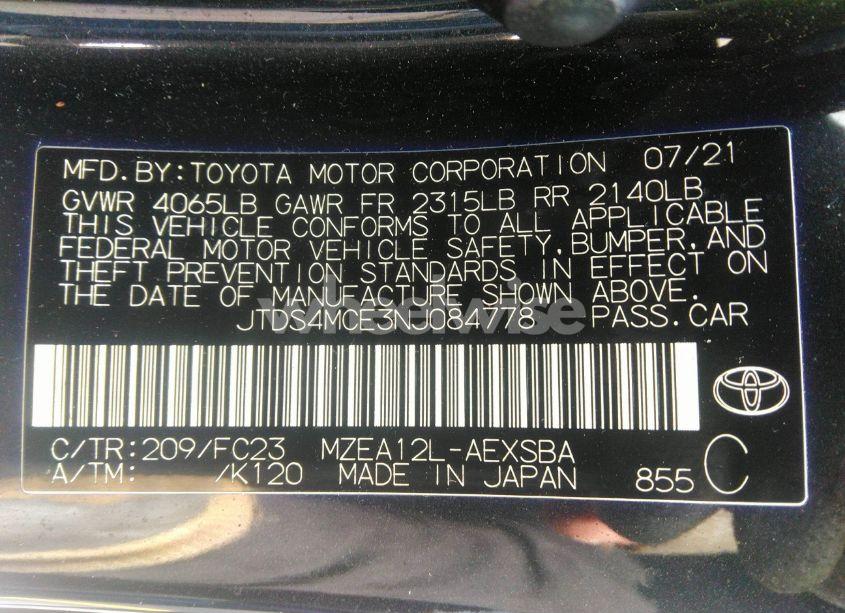 MFD.BY:TOYOTA MOTOR CORPORATION 07/21
GVWR 4065LB GAWR FR 2315LB RR 2140LB
THIS VEHICLE CONFORMS TO ALL APPLICABLE
FEDERAL MOTOR VEHICLE SAFETY,BUMPER,AND
THEFT PREVENTION STANDARDS IN EFFECT ON
THE DATE OF MANUFACTURE SHOWN ABOVE.
JTDS4MCE3NJ084778 PASS.CAR
C/TR:209/FC23 MZEA12L-AEXSBA
A/TM: /K120 MADE IN JAPAN 855 C